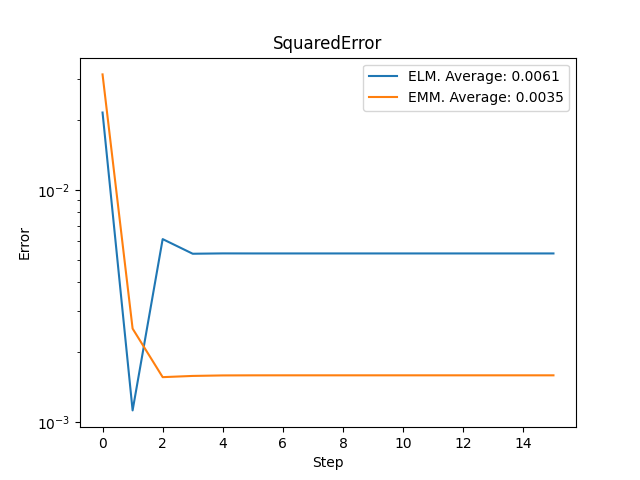 SquaredError
ELM. Average: 0.0061
EMM. Average: 0.0035
10⁻²
10⁻³
Error
0 2 4 6 8 10 12 14
Step